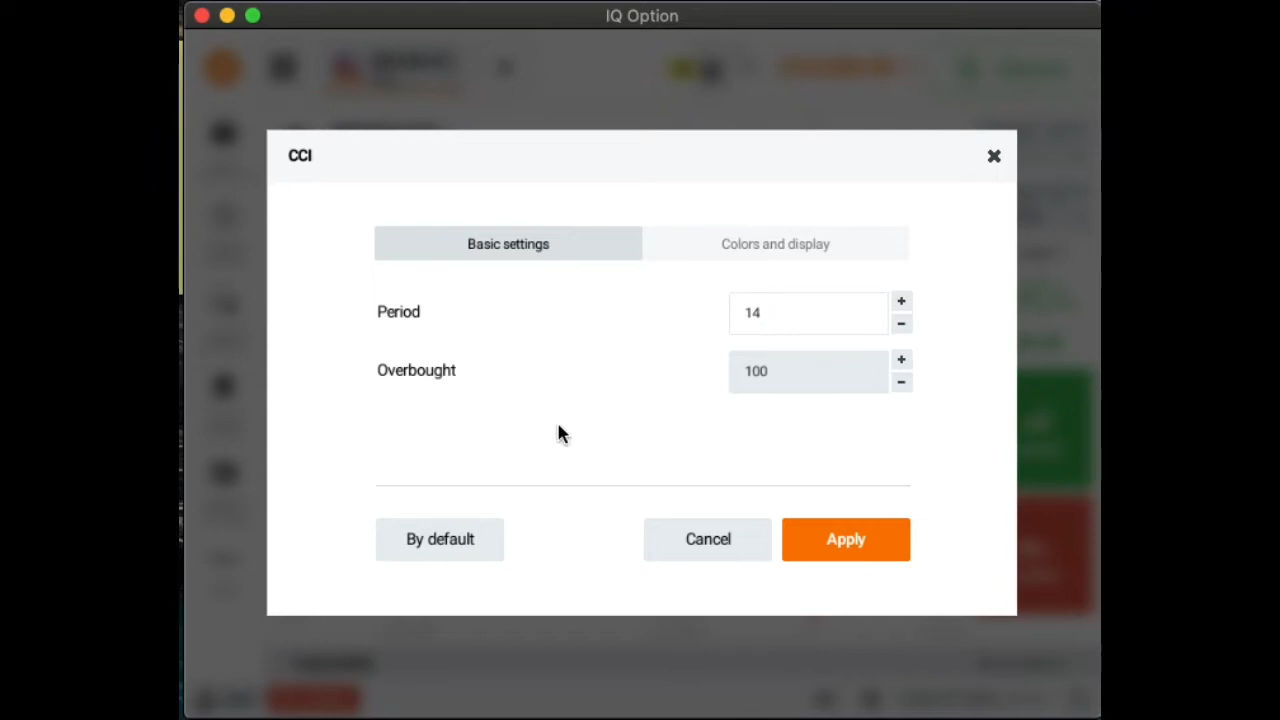 IQ Option
CCI
Basic settings
Colors and display
Period
14
+
-
Overbought
100
+
-
By default
Cancel
Apply